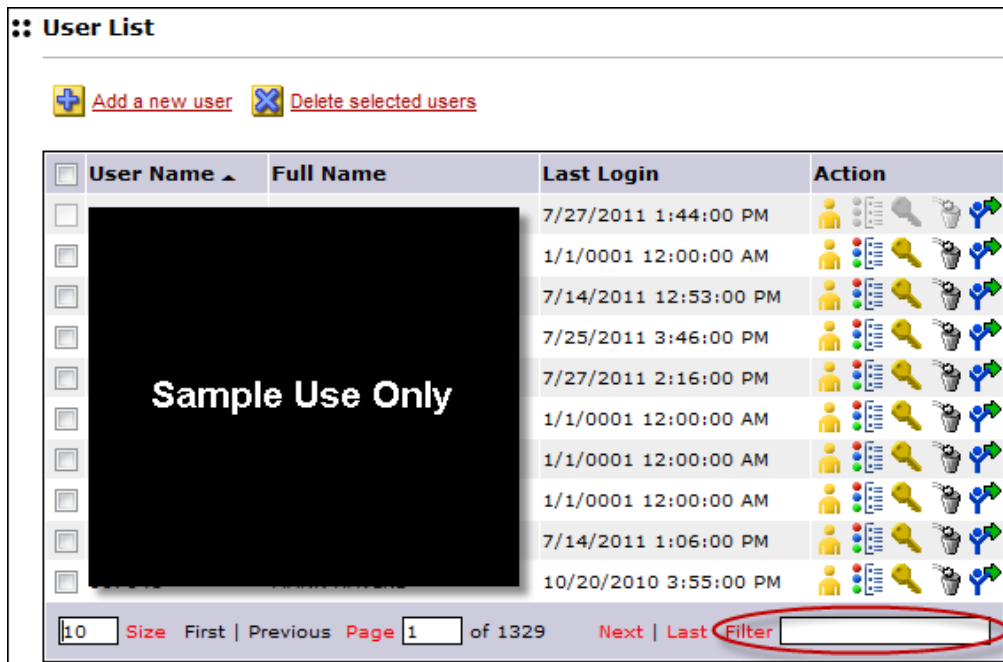 User List
Add a new user Delete selected users
User Name Full Name Last Login Action
7/27/2011 1:44:00 PM
1/1/0001 12:00:00 AM
7/14/2011 12:53:00 PM
7/25/2011 3:46:00 PM
7/27/2011 2:16:00 PM
Sample Use Only
1/1/0001 12:00:00 AM
1/1/0001 12:00:00 AM
1/1/0001 12:00:00 AM
7/14/2011 1:06:00 PM
10/20/2010 3:55:00 PM
10 Size First | Previous Page 1 of 1329 Next | Last Filter